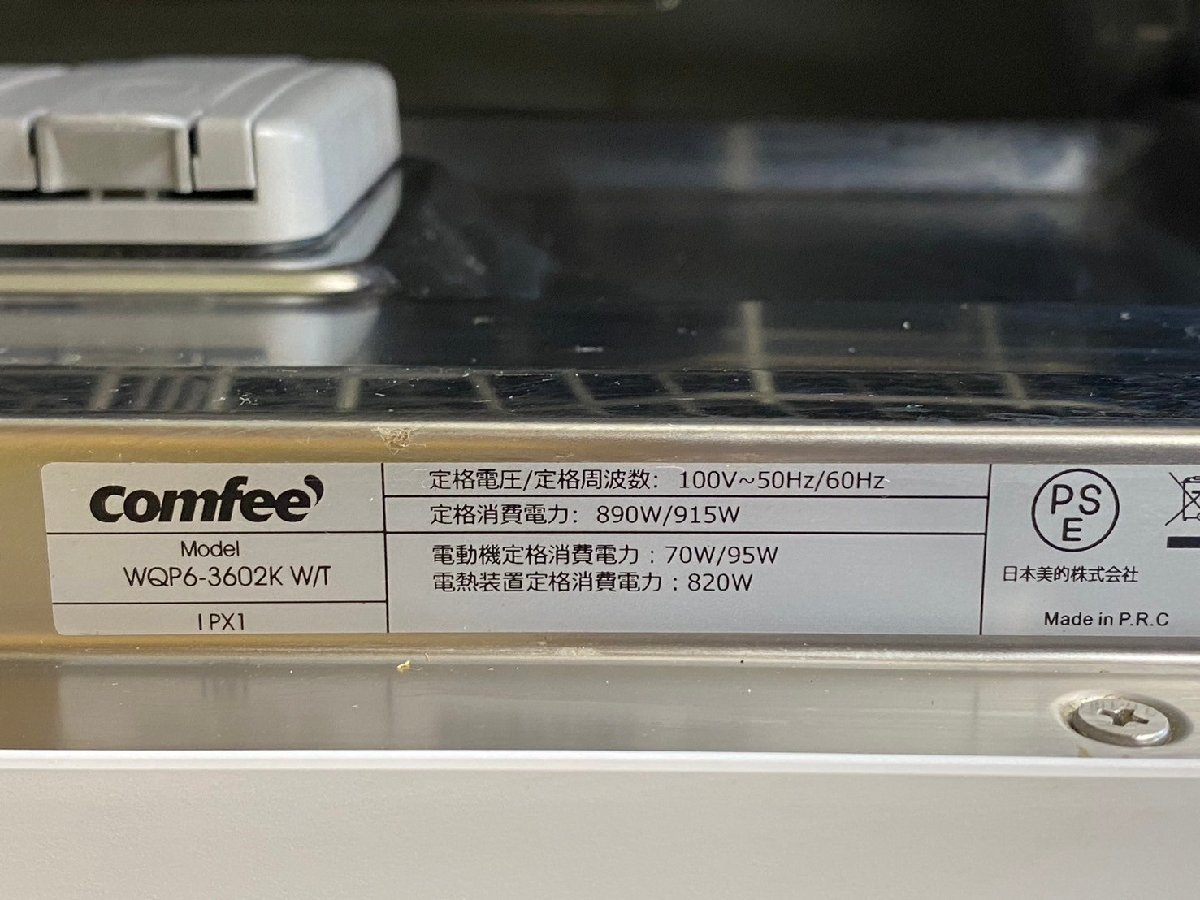 comfee
Model
WQP6-3602K W/T
IPX1
定格電圧/定格周波数: 100V~50Hz/60Hz
定格消費電力: 890W/915W
電動機定格消費電力：70W/95W
電熱装置定格消費電力：820W
PS
E
日本美的株式会社
Made in P.R.C